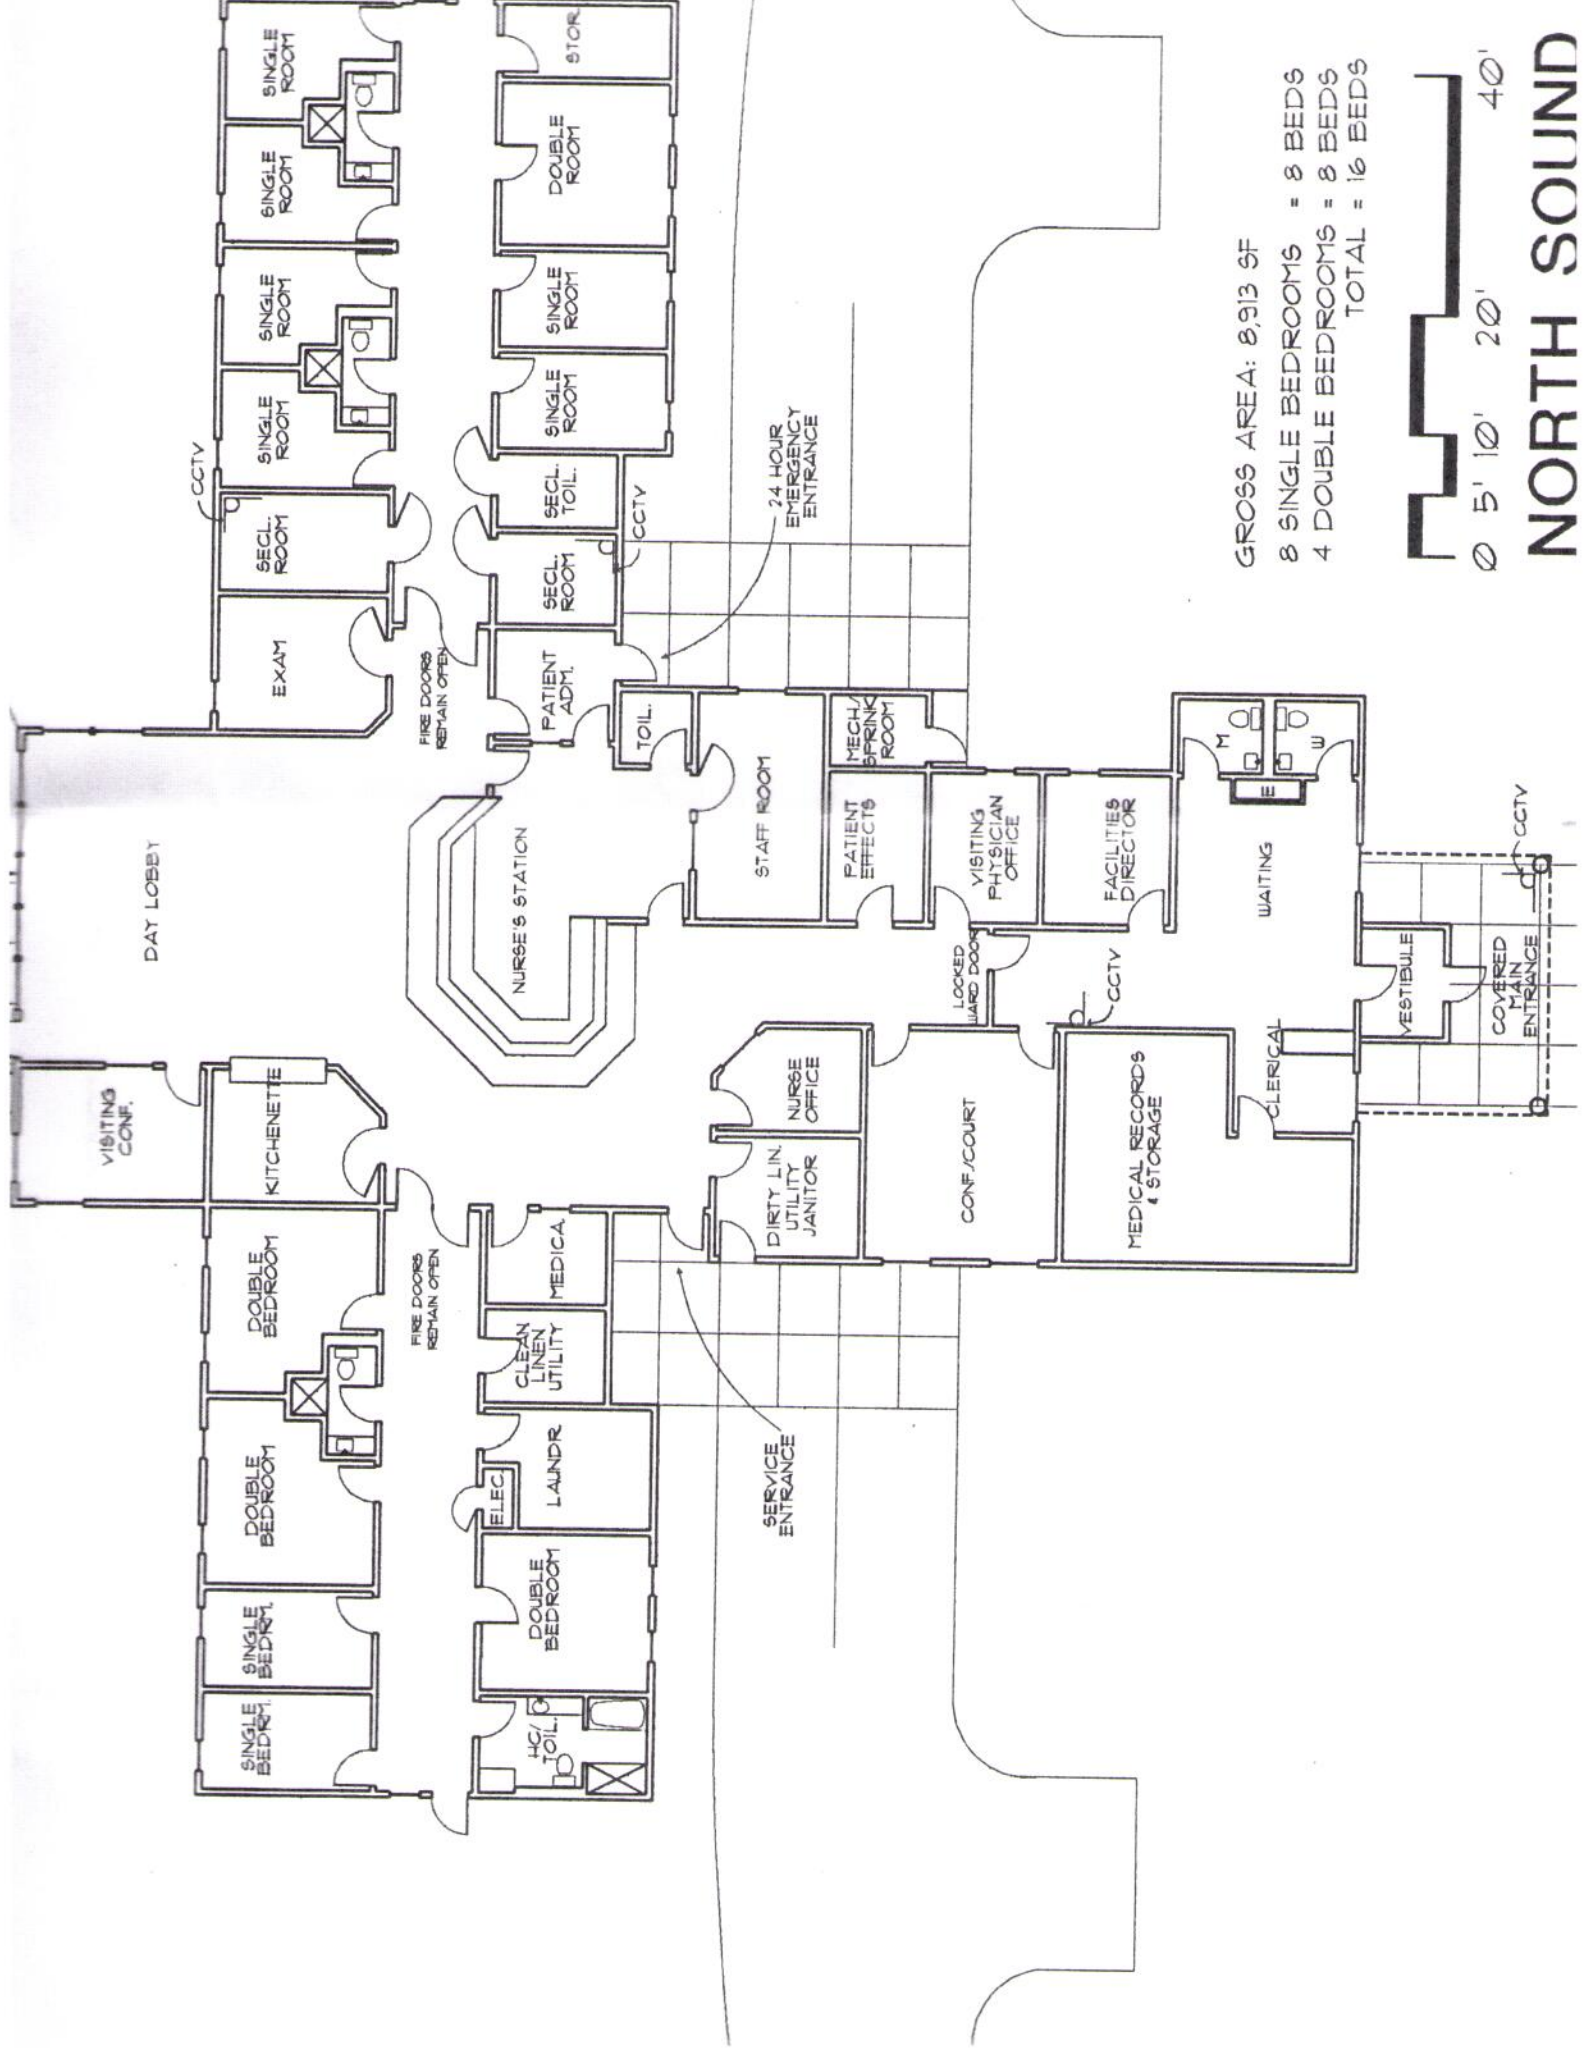 VISITING
CONF.
DAY LOBBY
SINGLE
BEDRM.
SINGLE
BEDRM.
DOUBLE
BEDROOM
DOUBLE
BEDROOM
KITCHENETTE
EXAM
CCTV
SECL.
ROOM
SINGLE
ROOM
SINGLE
ROOM
SINGLE
ROOM
SINGLE
ROOM
FIRE DOORS
REMAIN OPEN
FIRE DOORS
REMAIN OPEN
HC/
TOIL.
DOUBLE
BEDROOM
ELEC.
LAUNDR
CLEAN
LINEN
UTILITY
MEDICA.
NURSE'S STATION
PATIENT
ADM.
SECL.
ROOM
SECL.
TOIL.
SINGLE
ROOM
SINGLE
ROOM
DOUBLE
ROOM
STOR.
TOIL.
CCTV
SERVICE
ENTRANCE
DIRTY LIN.
UTILITY
JANITOR
NURSE
OFFICE
STAFF ROOM
24 HOUR
EMERGENCY
ENTRANCE
PATIENT
EFFECTS
MECH./
SPRINK
ROOM
CONF./COURT
LOCKED
WARD DOOR
VISITING
PHYSICIAN
OFFICE
CCTV
FACILITIES
DIRECTOR
MEDICAL RECORDS
& STORAGE
CLERICAL
WAITING
M
E
W
VESTIBULE
COVERED
MAIN
ENTRANCE
CCTV
GROSS AREA: 8,913 SF
8 SINGLE BEDROOMS = 8 BEDS
4 DOUBLE BEDROOMS = 8 BEDS
TOTAL = 16 BEDS
0 5' 10' 20' 40'
NORTH SOUND